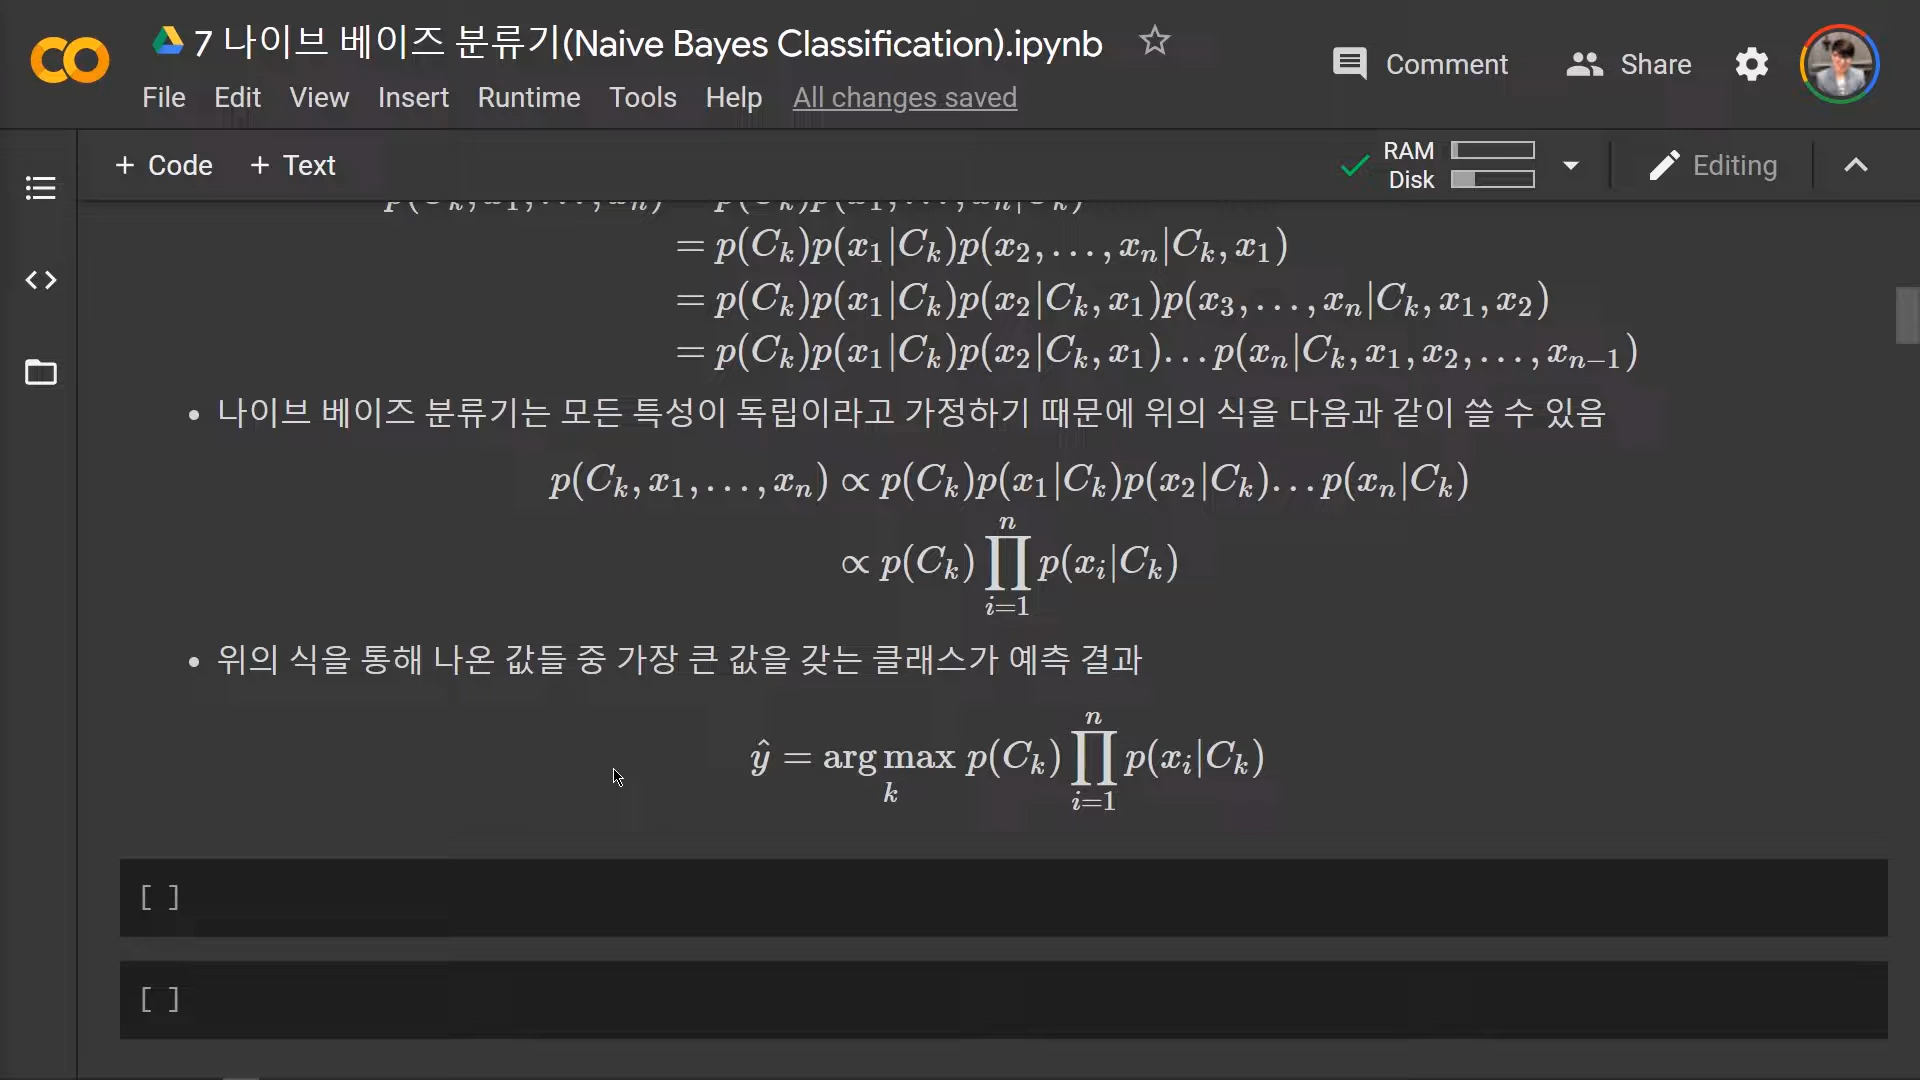 7 나이브 베이즈 분류기(Naive Bayes Classification).ipynb
Comment
Share
File Edit View Insert Runtime Tools Help All changes saved
+ Code + Text
RAM
Disk
Editing
p(C_k, x_1, ..., x_n) = p(C_k)p(x_1, ..., x_n|C_k)
= p(C_k)p(x_1|C_k)p(x_2, ..., x_n|C_k, x_1)
= p(C_k)p(x_1|C_k)p(x_2|C_k, x_1)p(x_3, ..., x_n|C_k, x_1, x_2)
= p(C_k)p(x_1|C_k)p(x_2|C_k, x_1)...p(x_n|C_k, x_1, x_2, ..., x_{n-1})
• 나이브 베이즈 분류기는 모든 특성이 독립이라고 가정하기 때문에 위의 식을 다음과 같이 쓸 수 있음
p(C_k, x_1, ..., x_n) ∝ p(C_k)p(x_1|C_k)p(x_2|C_k)...p(x_n|C_k)
∝ p(C_k) ∏_{i=1}^{n} p(x_i|C_k)
• 위의 식을 통해 나온 값들 중 가장 큰 값을 갖는 클래스가 예측 결과
ŷ = arg max_k p(C_k) ∏_{i=1}^{n} p(x_i|C_k)
[ ]
[ ]